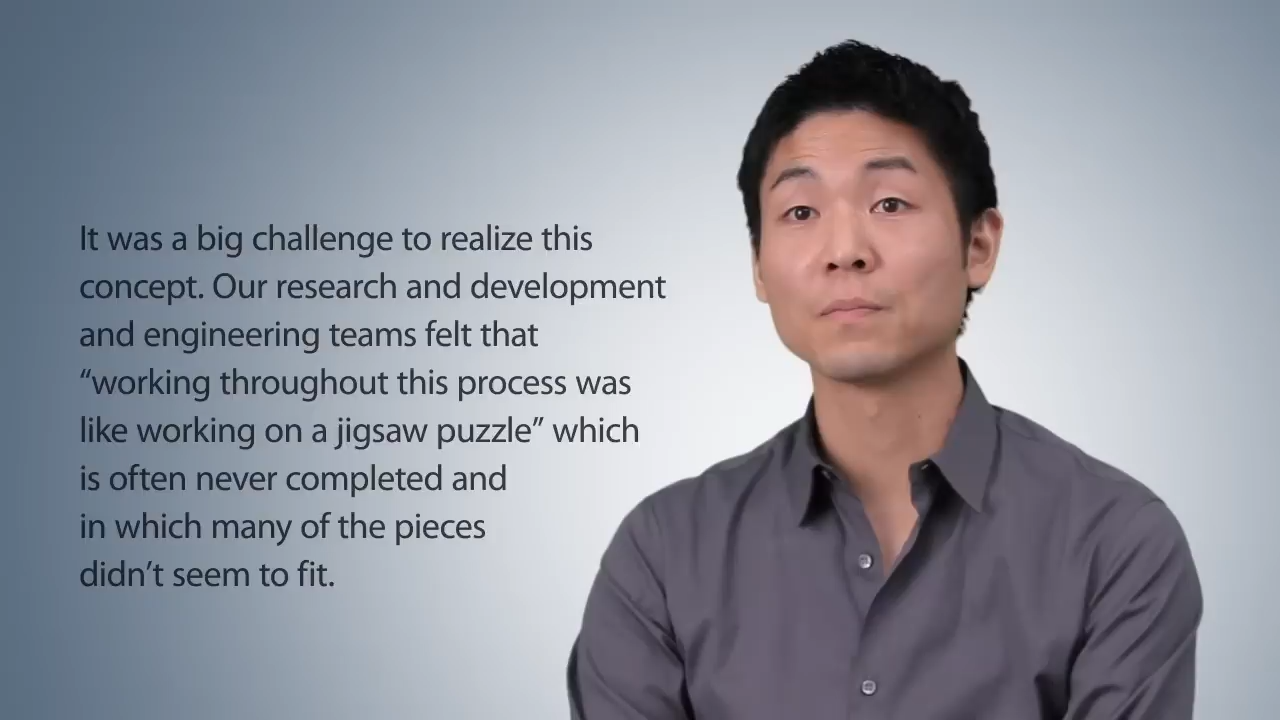 It was a big challenge to realize this
concept. Our research and development
and engineering teams felt that
“working throughout this process was
like working on a jigsaw puzzle” which
is often never completed and
in which many of the pieces
didn’t seem to fit.